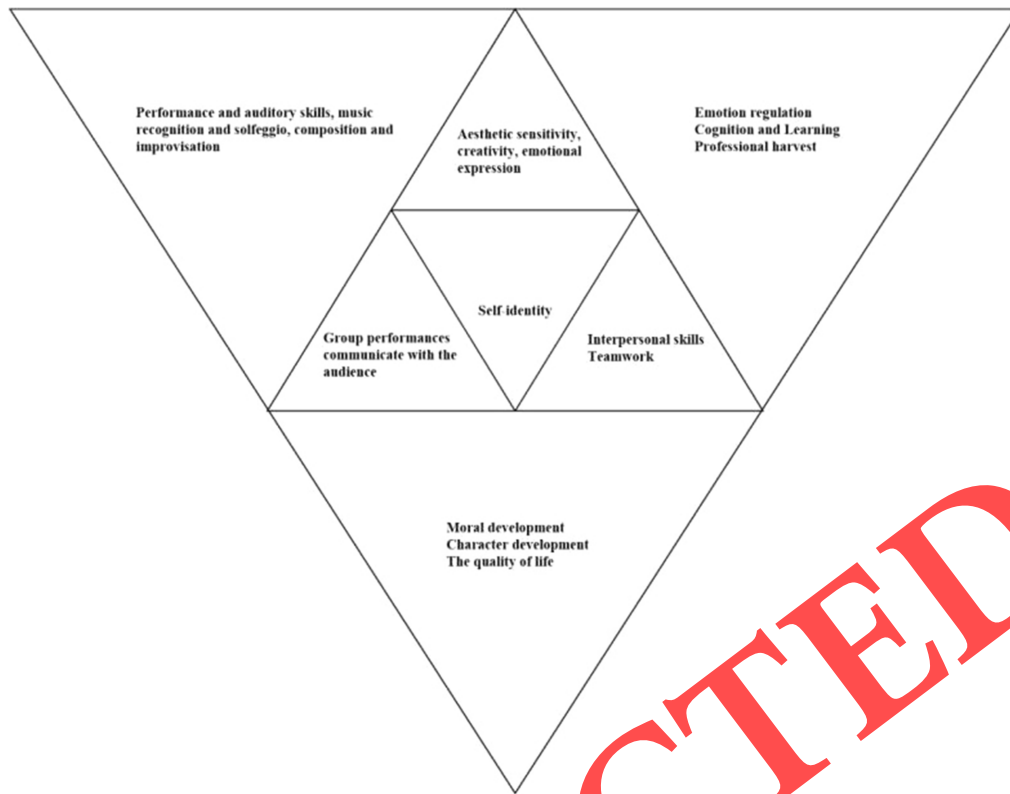 Performance and auditory skills, music
recognition and solfeggio, composition and
improvisation
Aesthetic sensitivity,
creativity, emotional
expression
Emotion regulation
Cognition and Learning
Professional harvest
Self-identity
Group performances
communicate with the
audience
Interpersonal skills
Teamwork
Moral development
Character development
The quality of life
CTED